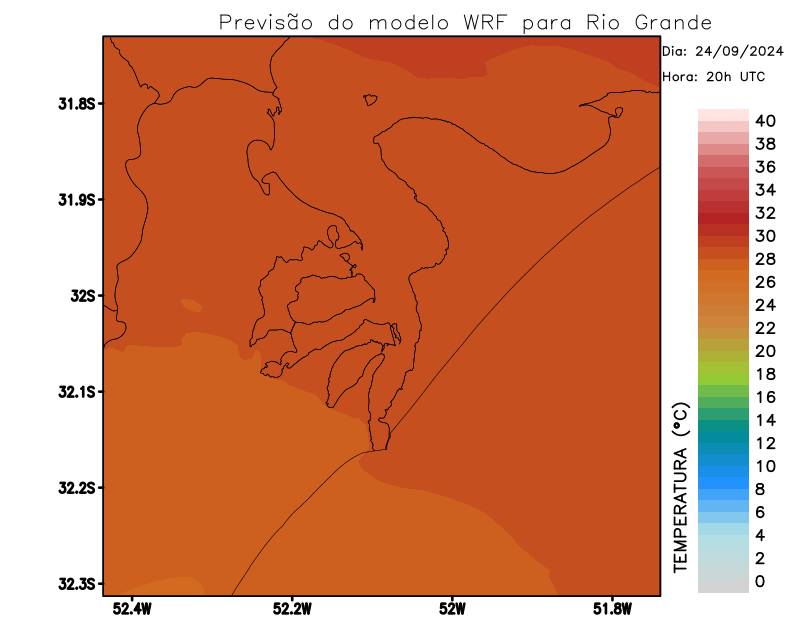 Previsão do modelo WRF para Rio Grande
Dia: 24/09/2024
Hora: 20h UTC
31.8S
31.9S
32S
32.1S
32.2S
32.3S
52.4W
52.2W
52W
51.8W
TEMPERATURA (°C)
40
38
36
34
32
30
28
26
24
22
20
18
16
14
12
10
8
6
4
2
0